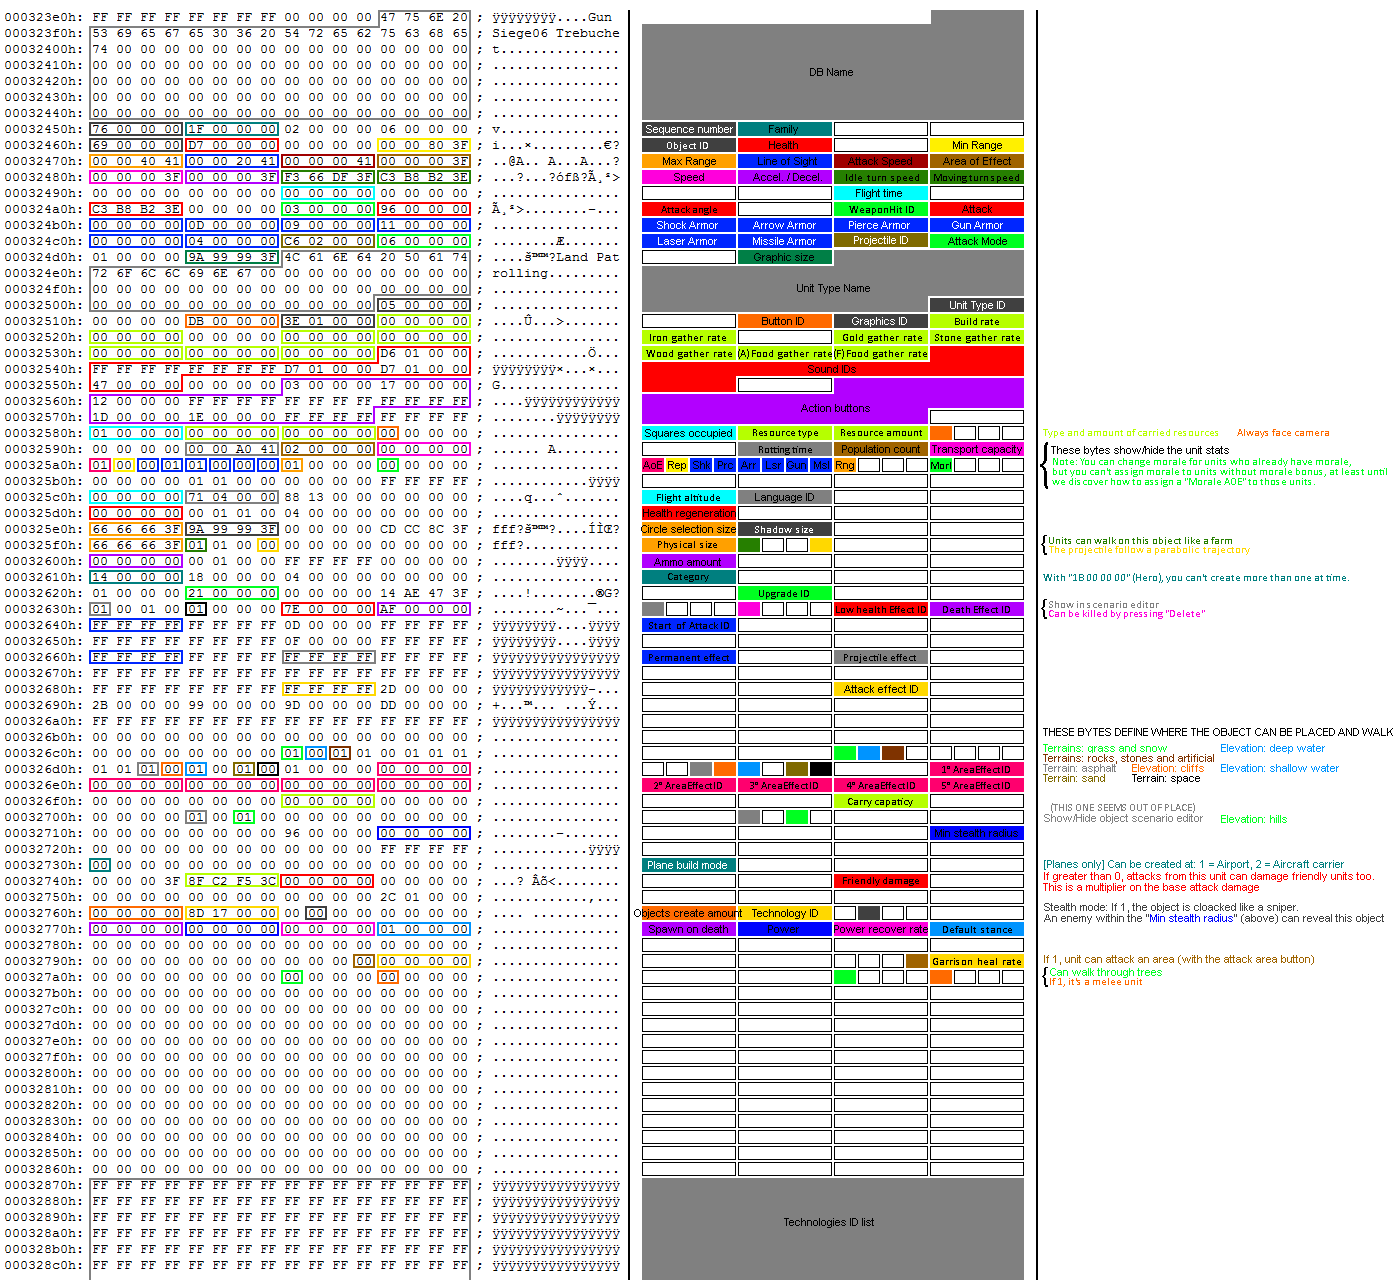 000323e0h: FF FF FF FF FF FF FF FF 00 00 00 00 47 75 6E 20 ; ÿÿÿÿÿÿÿÿ....Gun
000323f0h: 53 69 65 67 65 30 36 20 54 72 65 62 75 63 68 65 ; Siege06 Trebuche
00032400h: 74 00 00 00 00 00 00 00 00 00 00 00 00 00 00 00 ; t...............
00032410h: 00 00 00 00 00 00 00 00 00 00 00 00 00 00 00 00 ; ................
00032420h: 00 00 00 00 00 00 00 00 00 00 00 00 00 00 00 00 ; ................
00032430h: 00 00 00 00 00 00 00 00 00 00 00 00 00 00 00 00 ; ................
00032440h: 00 00 00 00 00 00 00 00 00 00 00 00 00 00 00 00 ; ................
00032450h: 76 00 00 00 1F 00 00 00 02 00 00 00 06 00 00 00 ; v...............
00032460h: 69 00 00 00 D7 00 00 00 00 00 00 00 00 00 80 3F ; i...×.........€?
00032470h: 00 00 40 41 00 00 20 41 00 00 00 41 00 00 00 3F ; ..@A.. A...A...?
00032480h: 00 00 00 3F 00 00 00 3F F3 66 DF 3F C3 B8 B2 3E ; ...?...?ófß?Ã¸²>
00032490h: 00 00 00 00 00 00 00 00 00 00 00 00 00 00 00 00 ; ................
000324a0h: C3 B8 B2 3E 00 00 00 00 03 00 00 00 96 00 00 00 ; Ã¸²>........–...
000324b0h: 00 00 00 00 0D 00 00 00 09 00 00 00 11 00 00 00 ; ................
000324c0h: 00 00 00 00 04 00 00 00 C6 02 00 00 06 00 00 00 ; ........Æ.......
000324d0h: 01 00 00 00 9A 99 99 3F 4C 61 6E 64 20 50 61 74 ; ....š™™?Land Pat
000324e0h: 72 6F 6C 6C 69 6E 67 00 00 00 00 00 00 00 00 00 ; rolling.........
000324f0h: 00 00 00 00 00 00 00 00 00 00 00 00 00 00 00 00 ; ................
00032500h: 00 00 00 00 00 00 00 00 00 00 00 00 05 00 00 00 ; ................
00032510h: 00 00 00 00 DB 00 00 00 3E 01 00 00 00 00 00 00 ; ....Û...>.......
00032520h: 00 00 00 00 00 00 00 00 00 00 00 00 00 00 00 00 ; ................
00032530h: 00 00 00 00 00 00 00 00 00 00 00 00 D6 01 00 00 ; ............Ö...
00032540h: FF FF FF FF FF FF FF FF D7 01 00 00 D7 01 00 00 ; ÿÿÿÿÿÿÿÿ×...×...
00032550h: 47 00 00 00 00 00 00 00 03 00 00 00 17 00 00 00 ; G...............
00032560h: 12 00 00 00 FF FF FF FF FF FF FF FF FF FF FF FF ; ....ÿÿÿÿÿÿÿÿÿÿÿÿ
00032570h: 1D 00 00 00 1E 00 00 00 FF FF FF FF FF FF FF FF ; ........ÿÿÿÿÿÿÿÿ
00032580h: 01 00 00 00 00 00 00 00 00 00 00 00 00 00 00 00 ; ................
00032590h: 00 00 00 00 00 00 A0 41 02 00 00 00 00 00 00 00 ; ...... A........
000325a0h: 01 00 00 01 01 00 00 00 01 00 00 00 00 00 01 00 ; ................
000325b0h: 00 00 00 00 01 01 00 00 00 00 00 00 FF FF FF FF ; ............ÿÿÿÿ
000325c0h: 00 00 00 00 71 04 00 00 88 13 00 00 00 00 00 00 ; ....q...ˆ.......
000325d0h: 00 00 00 00 00 01 01 00 04 00 00 00 00 00 00 00 ; ................
000325e0h: 66 66 66 3F 9A 99 99 3F 00 00 00 00 CD CC 8C 3F ; fff?š™™?....ÍÌŒ?
000325f0h: 66 66 66 3F 01 01 00 00 00 00 00 00 00 00 00 00 ; fff?............
00032600h: 00 00 00 00 00 01 00 00 FF FF FF FF 00 00 00 00 ; ........ÿÿÿÿ....
00032610h: 14 00 00 00 18 00 00 00 04 00 00 00 00 00 00 00 ; ................
00032620h: 00 00 00 00 21 00 00 00 00 00 00 00 14 AE 47 3F ; ....!........®G?
00032630h: 01 00 01 00 01 00 00 00 7E 00 00 00 AF 00 00 00 ; ........~...¯...
00032640h: FF FF FF FF FF FF FF FF 0D 00 00 00 FF FF FF FF ; ÿÿÿÿÿÿÿÿ....ÿÿÿÿ
00032650h: FF FF FF FF FF FF FF FF 0F 00 00 00 FF FF FF FF ; ÿÿÿÿÿÿÿÿ....ÿÿÿÿ
00032660h: FF FF FF FF FF FF FF FF FF FF FF FF FF FF FF FF ; ÿÿÿÿÿÿÿÿÿÿÿÿÿÿÿÿ
00032670h: FF FF FF FF FF FF FF FF FF FF FF FF FF FF FF FF ; ÿÿÿÿÿÿÿÿÿÿÿÿÿÿÿÿ
00032680h: FF FF FF FF FF FF FF FF FF FF FF FF 2D 00 00 00 ; ÿÿÿÿÿÿÿÿÿÿÿÿ-...
00032690h: 2B 00 00 00 99 00 00 00 9D 00 00 00 DD 00 00 00 ; +...™... ...Ý...
000326a0h: FF FF FF FF FF FF FF FF FF FF FF FF FF FF FF FF ; ÿÿÿÿÿÿÿÿÿÿÿÿÿÿÿÿ
000326b0h: 00 00 00 00 00 00 00 00 00 00 00 00 00 00 00 00 ; ................
000326c0h: 00 00 00 00 00 00 00 00 01 00 01 01 00 01 01 01 ; ................
000326d0h: 01 01 01 00 01 00 01 00 01 00 00 00 00 00 00 00 ; ................
000326e0h: 00 00 00 00 00 00 00 00 00 00 00 00 00 00 00 00 ; ................
000326f0h: 00 00 00 00 00 00 00 00 00 00 00 00 00 00 00 00 ; ................
00032700h: 00 00 00 00 01 00 01 00 00 00 00 00 00 00 00 00 ; ................
00032710h: 00 00 00 00 00 00 00 00 96 00 00 00 00 00 00 00 ; ................
00032720h: 00 00 00 00 00 00 00 00 00 00 00 00 FF FF FF FF ; ............ÿÿÿÿ
00032730h: 00 00 00 00 00 00 00 00 00 00 00 00 00 00 00 00 ; ................
00032740h: 00 00 00 3F 8F C2 F5 3C 00 00 00 00 00 00 00 00 ; ...? Âõ<........
00032750h: 00 00 00 00 00 00 00 00 00 00 00 00 2C 01 00 00 ; ............,...
00032760h: 00 00 00 00 8D 17 00 00 00 00 00 00 00 00 00 00 ; ................
00032770h: 00 00 00 00 00 00 00 00 00 00 00 00 01 00 00 00 ; ................
00032780h: 00 00 00 00 00 00 00 00 00 00 00 00 00 00 00 00 ; ................
00032790h: 00 00 00 00 00 00 00 00 00 00 00 00 00 00 00 00 ; ................
000327a0h: 00 00 00 00 00 00 00 00 00 00 00 00 00 00 00 00 ; ................
000327b0h: 00 00 00 00 00 00 00 00 00 00 00 00 00 00 00 00 ; ................
000327c0h: 00 00 00 00 00 00 00 00 00 00 00 00 00 00 00 00 ; ................
000327d0h: 00 00 00 00 00 00 00 00 00 00 00 00 00 00 00 00 ; ................
000327e0h: 00 00 00 00 00 00 00 00 00 00 00 00 00 00 00 00 ; ................
000327f0h: 00 00 00 00 00 00 00 00 00 00 00 00 00 00 00 00 ; ................
00032800h: 00 00 00 00 00 00 00 00 00 00 00 00 00 00 00 00 ; ................
00032810h: 00 00 00 00 00 00 00 00 00 00 00 00 00 00 00 00 ; ................
00032820h: 00 00 00 00 00 00 00 00 00 00 00 00 00 00 00 00 ; ................
00032830h: 00 00 00 00 00 00 00 00 00 00 00 00 00 00 00 00 ; ................
00032840h: 00 00 00 00 00 00 00 00 00 00 00 00 00 00 00 00 ; ................
00032850h: 00 00 00 00 00 00 00 00 00 00 00 00 00 00 00 00 ; ................
00032860h: 00 00 00 00 00 00 00 00 00 00 00 00 00 00 00 00 ; ................
00032870h: FF FF FF FF FF FF FF FF FF FF FF FF FF FF FF FF ; ÿÿÿÿÿÿÿÿÿÿÿÿÿÿÿÿ
00032880h: FF FF FF FF FF FF FF FF FF FF FF FF FF FF FF FF ; ÿÿÿÿÿÿÿÿÿÿÿÿÿÿÿÿ
00032890h: FF FF FF FF FF FF FF FF FF FF FF FF FF FF FF FF ; ÿÿÿÿÿÿÿÿÿÿÿÿÿÿÿÿ
000328a0h: FF FF FF FF FF FF FF FF FF FF FF FF FF FF FF FF ; ÿÿÿÿÿÿÿÿÿÿÿÿÿÿÿÿ
000328b0h: FF FF FF FF FF FF FF FF FF FF FF FF FF FF FF FF ; ÿÿÿÿÿÿÿÿÿÿÿÿÿÿÿÿ
000328c0h: FF FF FF FF FF FF FF FF FF FF FF FF FF FF FF FF ; ÿÿÿÿÿÿÿÿÿÿÿÿÿÿÿÿ
DB Name
Sequence number Family
Object ID Health Min Range
Max Range Line of Sight Attack Speed Area of Effect
Speed Accel. / Decel. Idle turn speed Moving turn speed
Flight time
Attack angle WeaponHit ID Attack
Shock Armor Arrow Armor Pierce Armor Gun Armor
Laser Armor Missile Armor Projectile ID Attack Mode
Graphic size
Unit Type Name
Unit Type ID
Button ID Graphics ID Build rate
Iron gather rate Gold gather rate Stone gather rate
Wood gather rate (A)Food gather rate (F)Food gather rate
Sound IDs
Action buttons
Squares occupied Resource type Resource amount
Rotting time Population count Transport capacity
AoE Rep Shk Prc Arr Lsr Gun Msl Rng Morl
Flight altitude Language ID
Health regeneration
Circle selection size Shadow size
Physical size
Ammo amount
Category
Upgrade ID
Low health Effect ID Death Effect ID
Start of Attack ID
Permanent effect Projectile effect
Attack effect ID
1º AreaEffect ID
2º AreaEffect ID 3º AreaEffect ID 4º AreaEffect ID 5º AreaEffect ID
Carry capaticy
Min stealth radius
Plane build mode
Friendly damage
Objects create amount Technology ID
Spawn on death Power Power recover rate Default stance
Garrison heal rate
Technologies ID list
Type and amount of carried resources Always face camera
These bytes show/hide the unit stats
Note: You can change morale for units who already have morale,
but you can't assign morale to units without morale bonus, at least until
we discover how to assign a "Morale AOE" to those units.
Units can walk on this object like a farm
The projectile follow a parabolic trajectory
With "1B 00 00 00" (Hero), you can't create more than one at time.
Show in scenario editor
Can be killed by pressing "Delete"
THESE BYTES DEFINE WHERE THE OBJECT CAN BE PLACED AND WALK
Terrains: grass and snow Elevation: deep water
Terrains: rocks, stones and artificial
Terrain: asphalt Elevation: cliffs Elevation: shallow water
Terrain: sand Terrain: space
(THIS ONE SEEMS OUT OF PLACE)
Show/Hide object scenario editor Elevation: hills
[Planes only] Can be created at: 1 = Airport, 2 = Aircraft carrier
If greater than 0, attacks from this unit can damage friendly units too.
This is a multiplier on the base attack damage
Stealth mode: If 1, the object is cloacked like a sniper.
An enemy within the "Min stealth radius" (above) can reveal this object
If 1, unit can attack an area (with the attack area button)
Can walk through trees
If 1, it's a melee unit